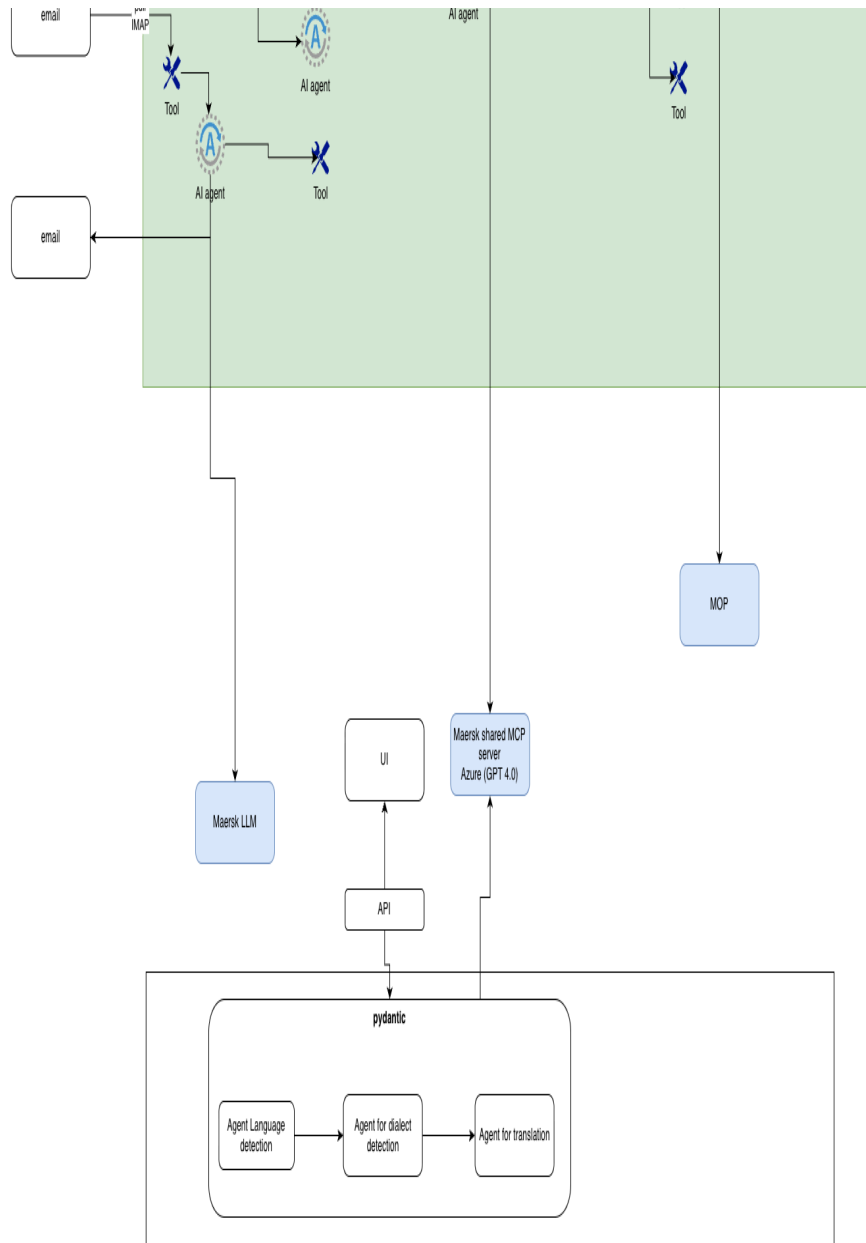 email
pull
IMAP
AI agent
AI agent
Tool
Tool
AI agent
Tool
email
MOP
Maersk shared MCP
server
Azure (GPT 4.0)
UI
Maersk LLM
API
pydantic
Agent Language
detection
Agent for dialect
detection
Agent for translation